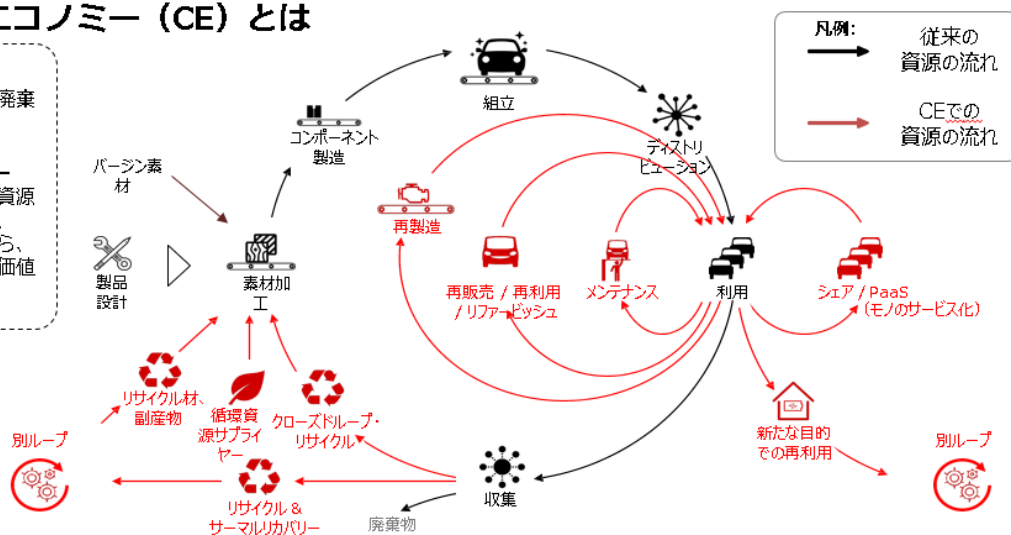 エコノミー（CE）とは
廃棄
ー
資源
ら、
価値
凡例:
従来の
資源の流れ
CEでの
資源の流れ
組立
コンポーネント
製造
ディストリ
ビューション
バージン素
材
再製造
製品
設計
素材加
工
再販売 / 再利用
/ リファービッシュ
メンテナンス
利用
シェア / PaaS
（モノのサービス化）
リサイクル材、
副産物
循環資
源サプライ
ヤー
クローズドループ・
リサイクル
新たな目的
での再利用
別ループ
別ループ
リサイクル &
サーマルリカバリー
収集
廃棄物